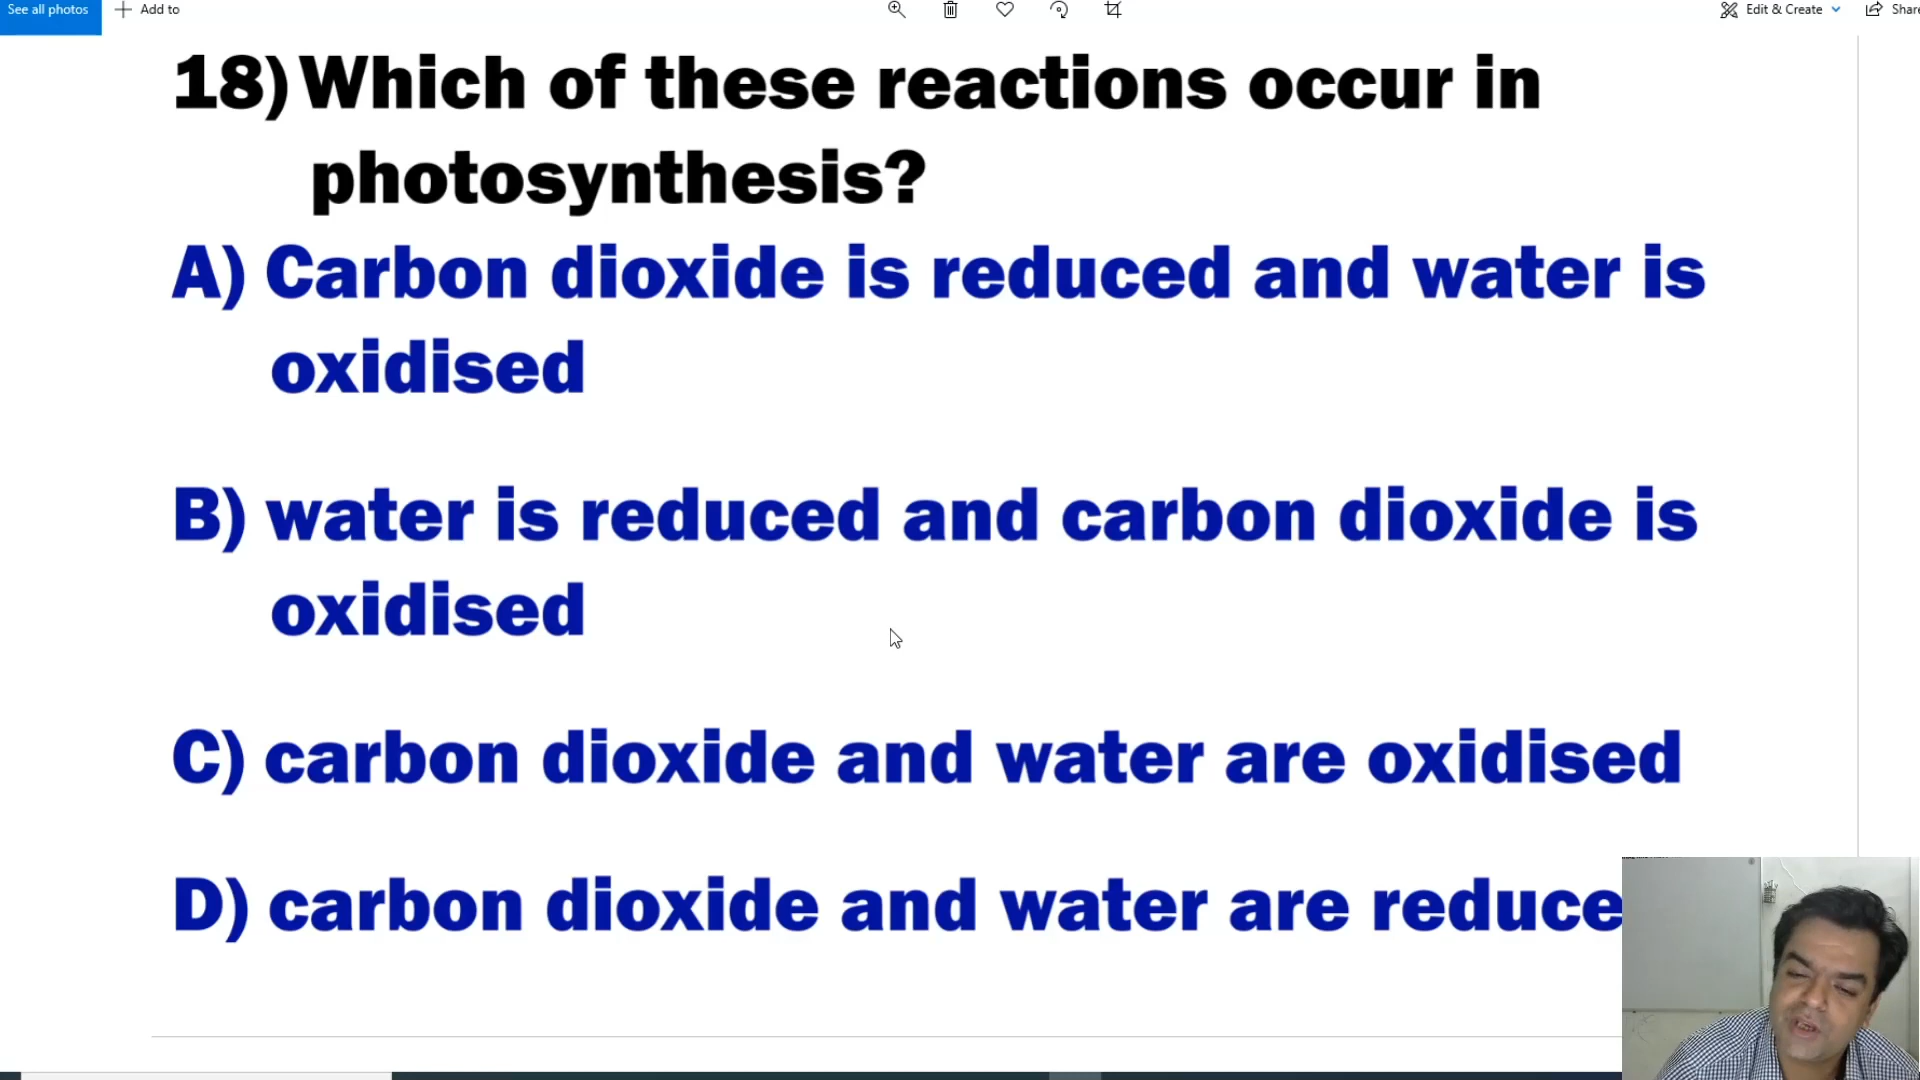 See all photos
Add to
Edit & Create
Share
18) Which of these reactions occur in
photosynthesis?
A) Carbon dioxide is reduced and water is
oxidised
B) water is reduced and carbon dioxide is
oxidised
C) carbon dioxide and water are oxidised
D) carbon dioxide and water are reduce